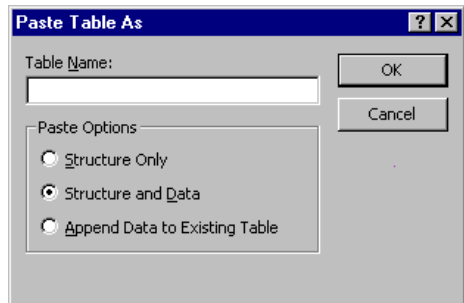 Paste Table As
Table Name:
OK
Cancel
Paste Options
Structure Only
Structure and Data
Append Data to Existing Table